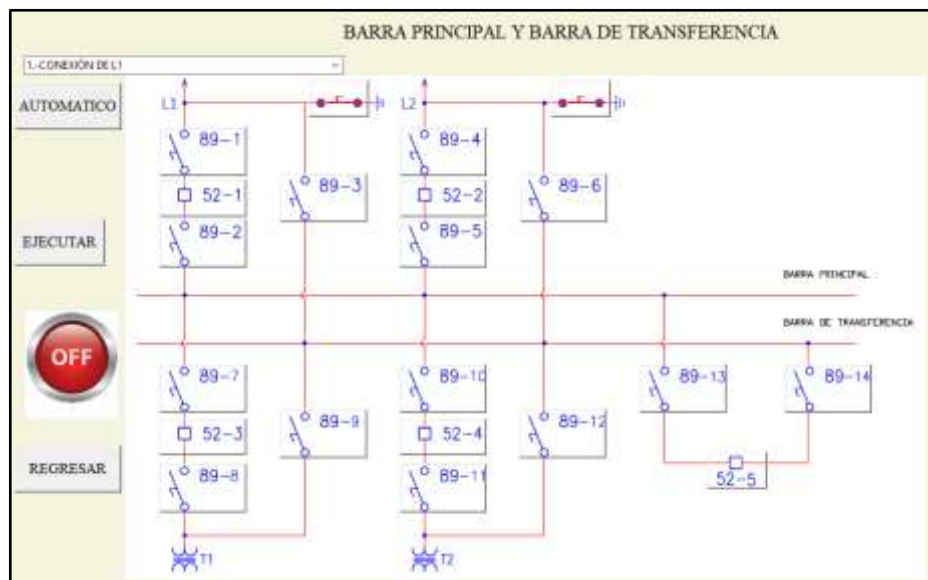 BARRA PRINCIPAL Y BARRA DE TRANSFERENCIA
1.-CONEXIÓN DE L1
AUTOMATICO
EJECUTAR
OFF
REGRESAR
L1
L2
89-1
89-4
52-1
89-3
52-2
89-6
89-2
89-5
BARRA PRINCIPAL
BARRA DE TRANSFERENCIA
89-7
89-10
89-13
89-14
52-3
89-9
52-4
89-12
89-8
89-11
52-5
T1
T2